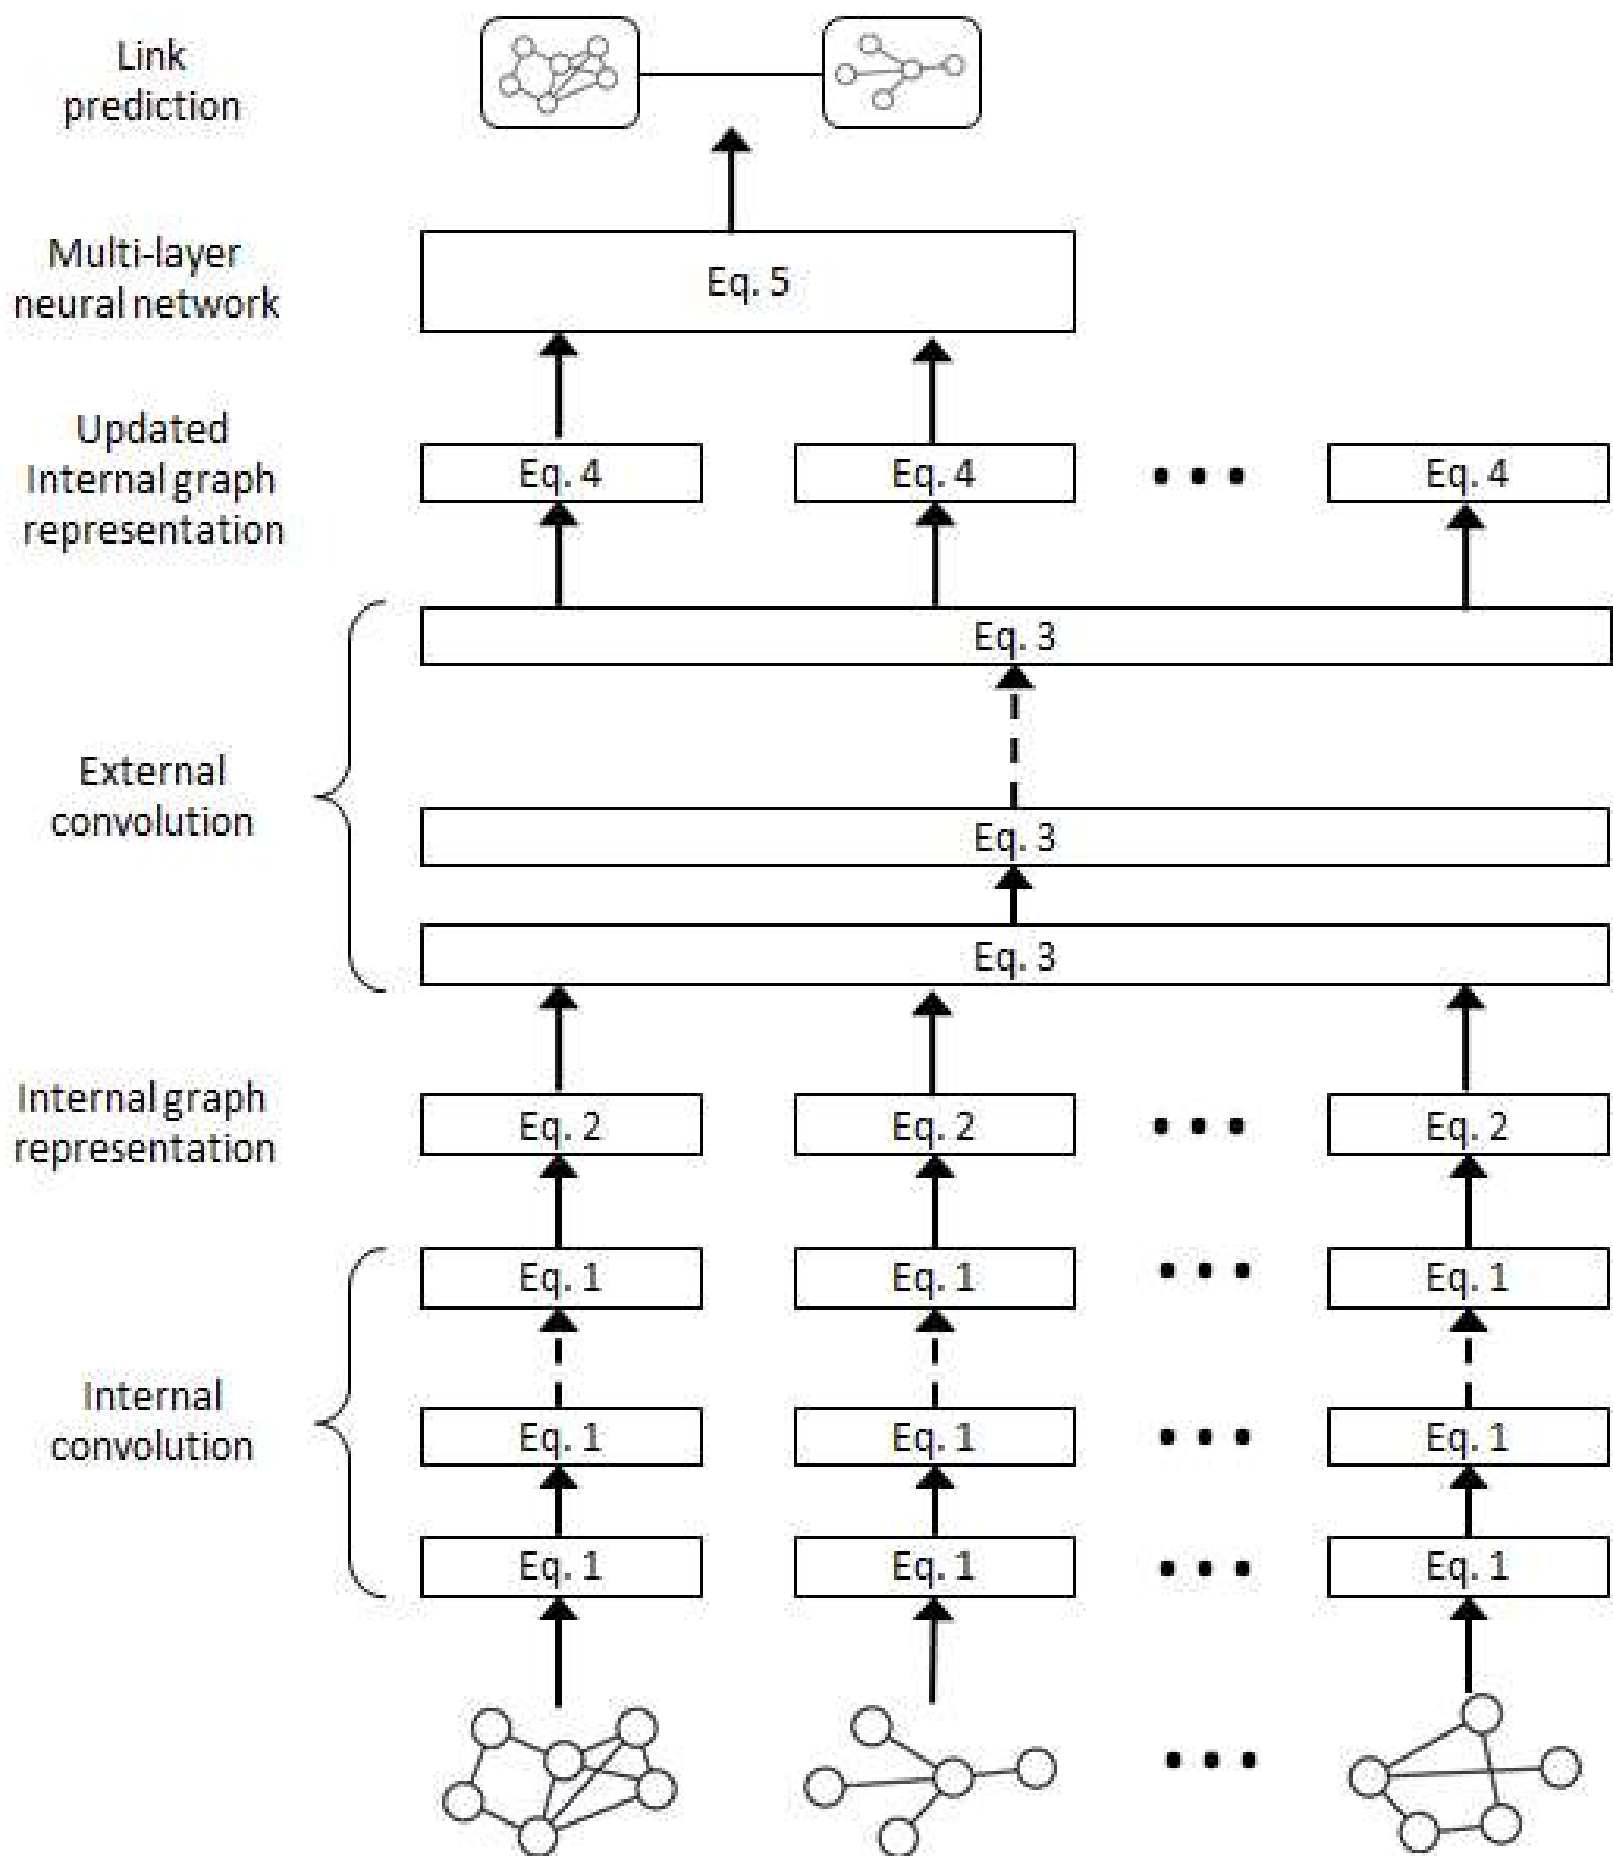 Link
prediction
Multi-layer
neural network
Eq. 5
Updated
Internal graph
representation
Eq. 4
Eq. 4
Eq. 4
Eq. 3
External
convolution
Eq. 3
Eq. 3
Internal graph
representation
Eq. 2
Eq. 2
Eq. 2
Eq. 1
Eq. 1
Eq. 1
Internal
convolution
Eq. 1
Eq. 1
Eq. 1
Eq. 1
Eq. 1
Eq. 1